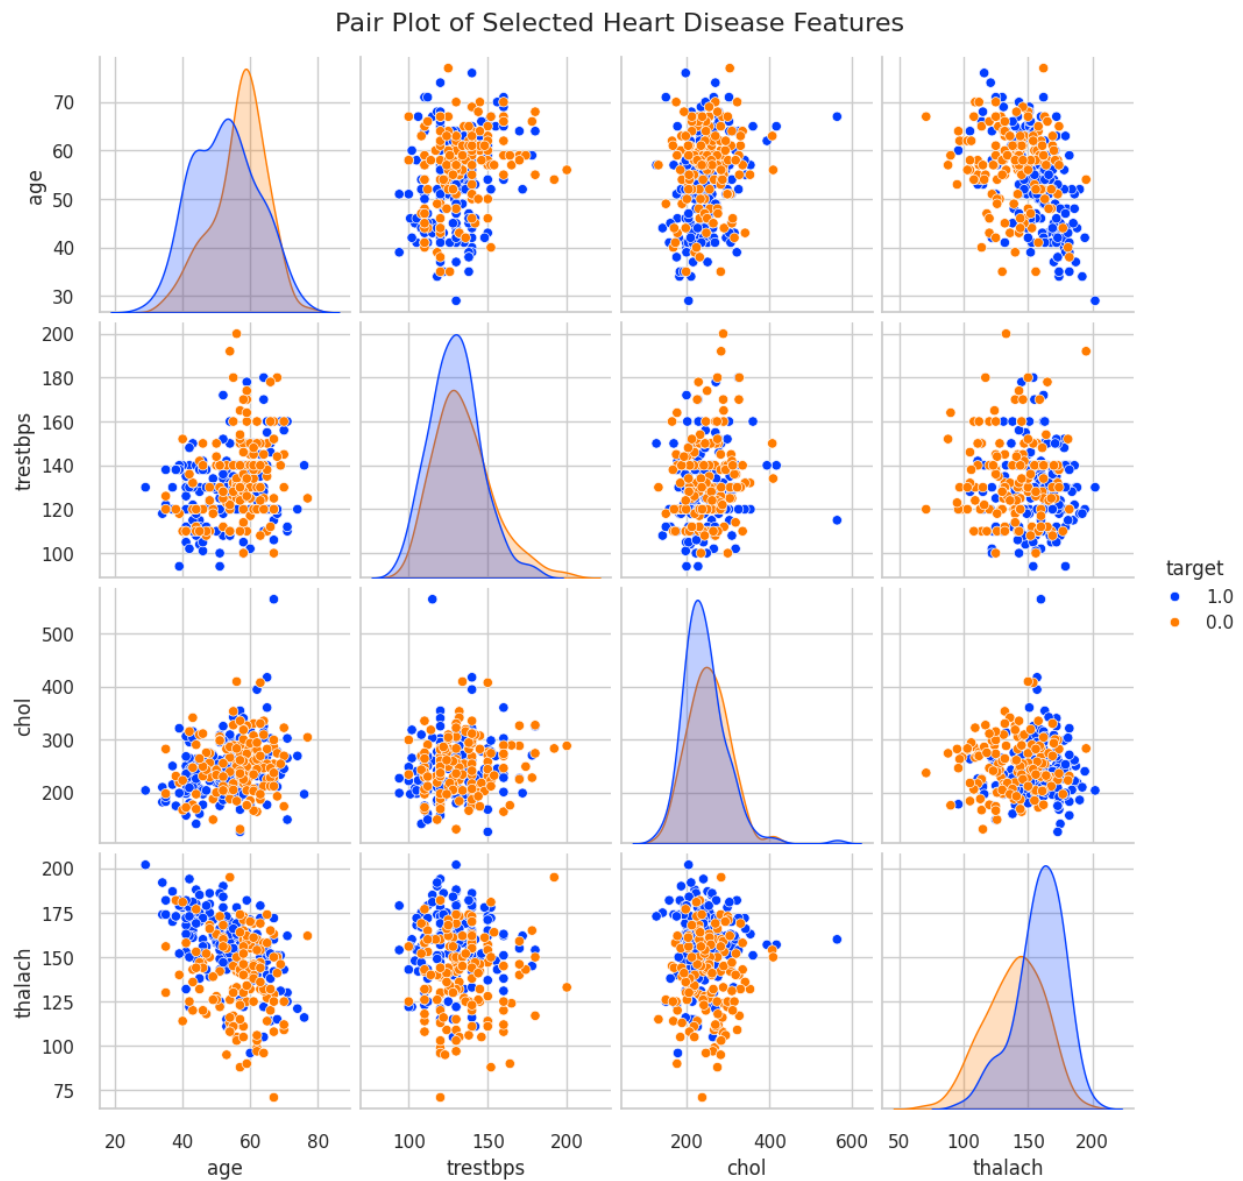 Pair Plot of Selected Heart Disease Features
age
70
60
50
40
30
trestbps
200
180
160
140
120
100
target
1.0
0.0
chol
500
400
300
200
thalach
200
175
150
125
100
75
20 40 60 80 100 150 200 200 400 600 50 100 150 200
age trestbps chol thalach